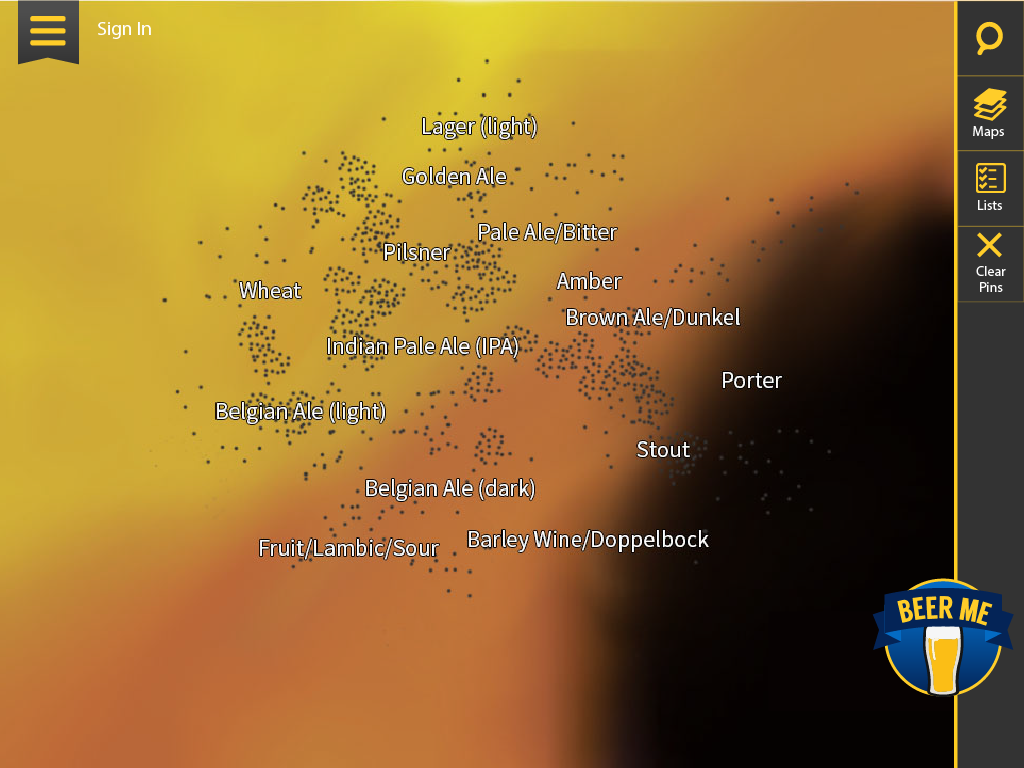 Sign In
Maps
Lists
Clear
Pins
Lager (light)
Golden Ale
Pale Ale/Bitter
Pilsner
Amber
Wheat
Brown Ale/Dunkel
Indian Pale Ale (IPA)
Porter
Belgian Ale (light)
Stout
Belgian Ale (dark)
Barley Wine/Doppelbock
Fruit/Lambic/Sour
BEER ME